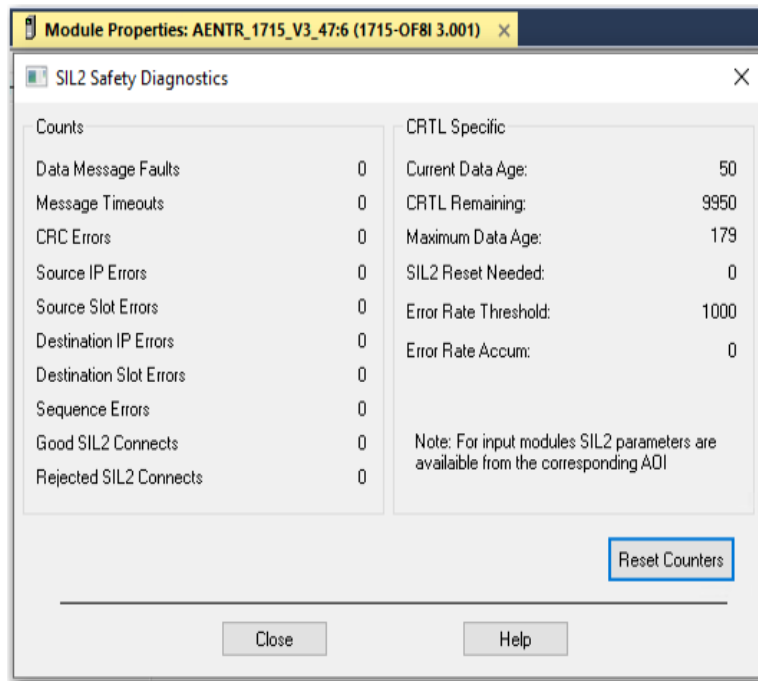 Module Properties: AENTR_1715_V3_47:6 (1715-OF8I 3.001)
SIL2 Safety Diagnostics
Counts
Data Message Faults 0
Message Timeouts 0
CRC Errors 0
Source IP Errors 0
Source Slot Errors 0
Destination IP Errors 0
Destination Slot Errors 0
Sequence Errors 0
Good SIL2 Connects 0
Rejected SIL2 Connects 0
CRTL Specific
Current Data Age: 50
CRTL Remaining: 9950
Maximum Data Age: 179
SIL2 Reset Needed: 0
Error Rate Threshold: 1000
Error Rate Accum: 0
Note: For input modules SIL2 parameters are
availaible from the corresponding AOI
Reset Counters
Close
Help